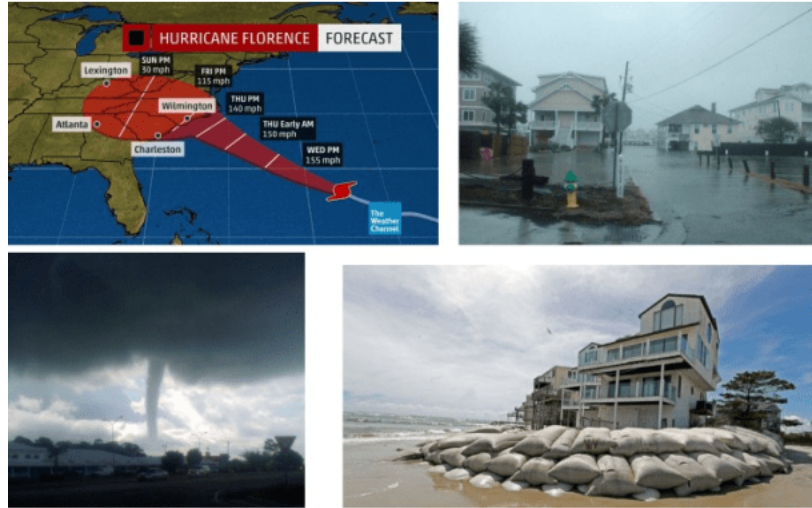 HURRICANE FLORENCE FORECAST
SUN PM
30 mph
Lexington
FRI PM
115 mph
Wilmington
THU PM
140 mph
Atlanta
THU Early AM
150 mph
Charleston
WED PM
155 mph
The
Weather
Channel